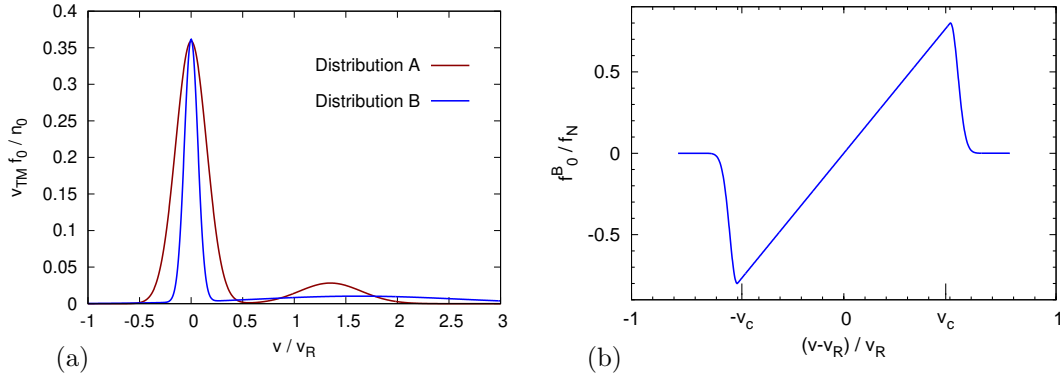 v_TM f_0 / n_0
0.4
0.35
0.3
0.25
0.2
0.15
0.1
0.05
0
Distribution A
Distribution B
-1 -0.5 0 0.5 1 1.5 2 2.5 3
v / v_R
(a)
f^B_0 / f_N
0.5
0
-0.5
-1 -v_c 0 v_c 1
(v-v_R) / v_R
(b)